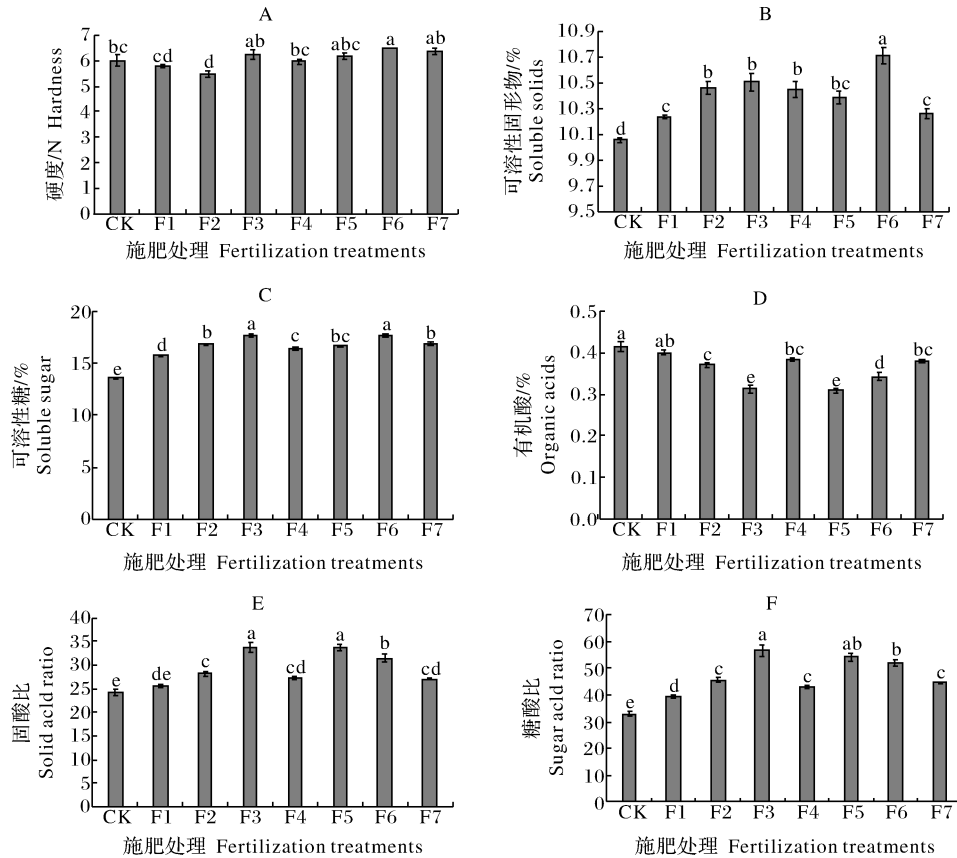 A
硬度/N Hardness
7
6
5
4
3
2
1
0
bc
cd
d
ab
bc
abc
a
ab
CK F1 F2 F3 F4 F5 F6 F7
施肥处理 Fertilization treatments
B
可溶性固形物/%
Soluble solids
10.9
10.7
10.5
10.3
10.1
9.9
9.7
9.5
d
c
b
b
b
bc
a
c
CK F1 F2 F3 F4 F5 F6 F7
施肥处理 Fertilization treatments
C
可溶性糖/%
Soluble sugar
20
15
10
5
0
e
d
b
a
c
bc
a
b
CK F1 F2 F3 F4 F5 F6 F7
施肥处理 Fertilization treatments
D
有机酸/%
Organic acids
0.5
0.4
0.3
0.2
0.1
0.0
a
ab
c
e
bc
e
d
bc
CK F1 F2 F3 F4 F5 F6 F7
施肥处理 Fertilization treatments
E
固酸比
Solid acld ratio
40
35
30
25
20
15
10
5
0
e
de
c
a
cd
a
b
cd
CK F1 F2 F3 F4 F5 F6 F7
施肥处理 Fertilization treatments
F
糖酸比
Sugar acld ratio
70
60
50
40
30
20
10
0
e
d
c
a
c
ab
b
c
CK F1 F2 F3 F4 F5 F6 F7
施肥处理 Fertilization treatments